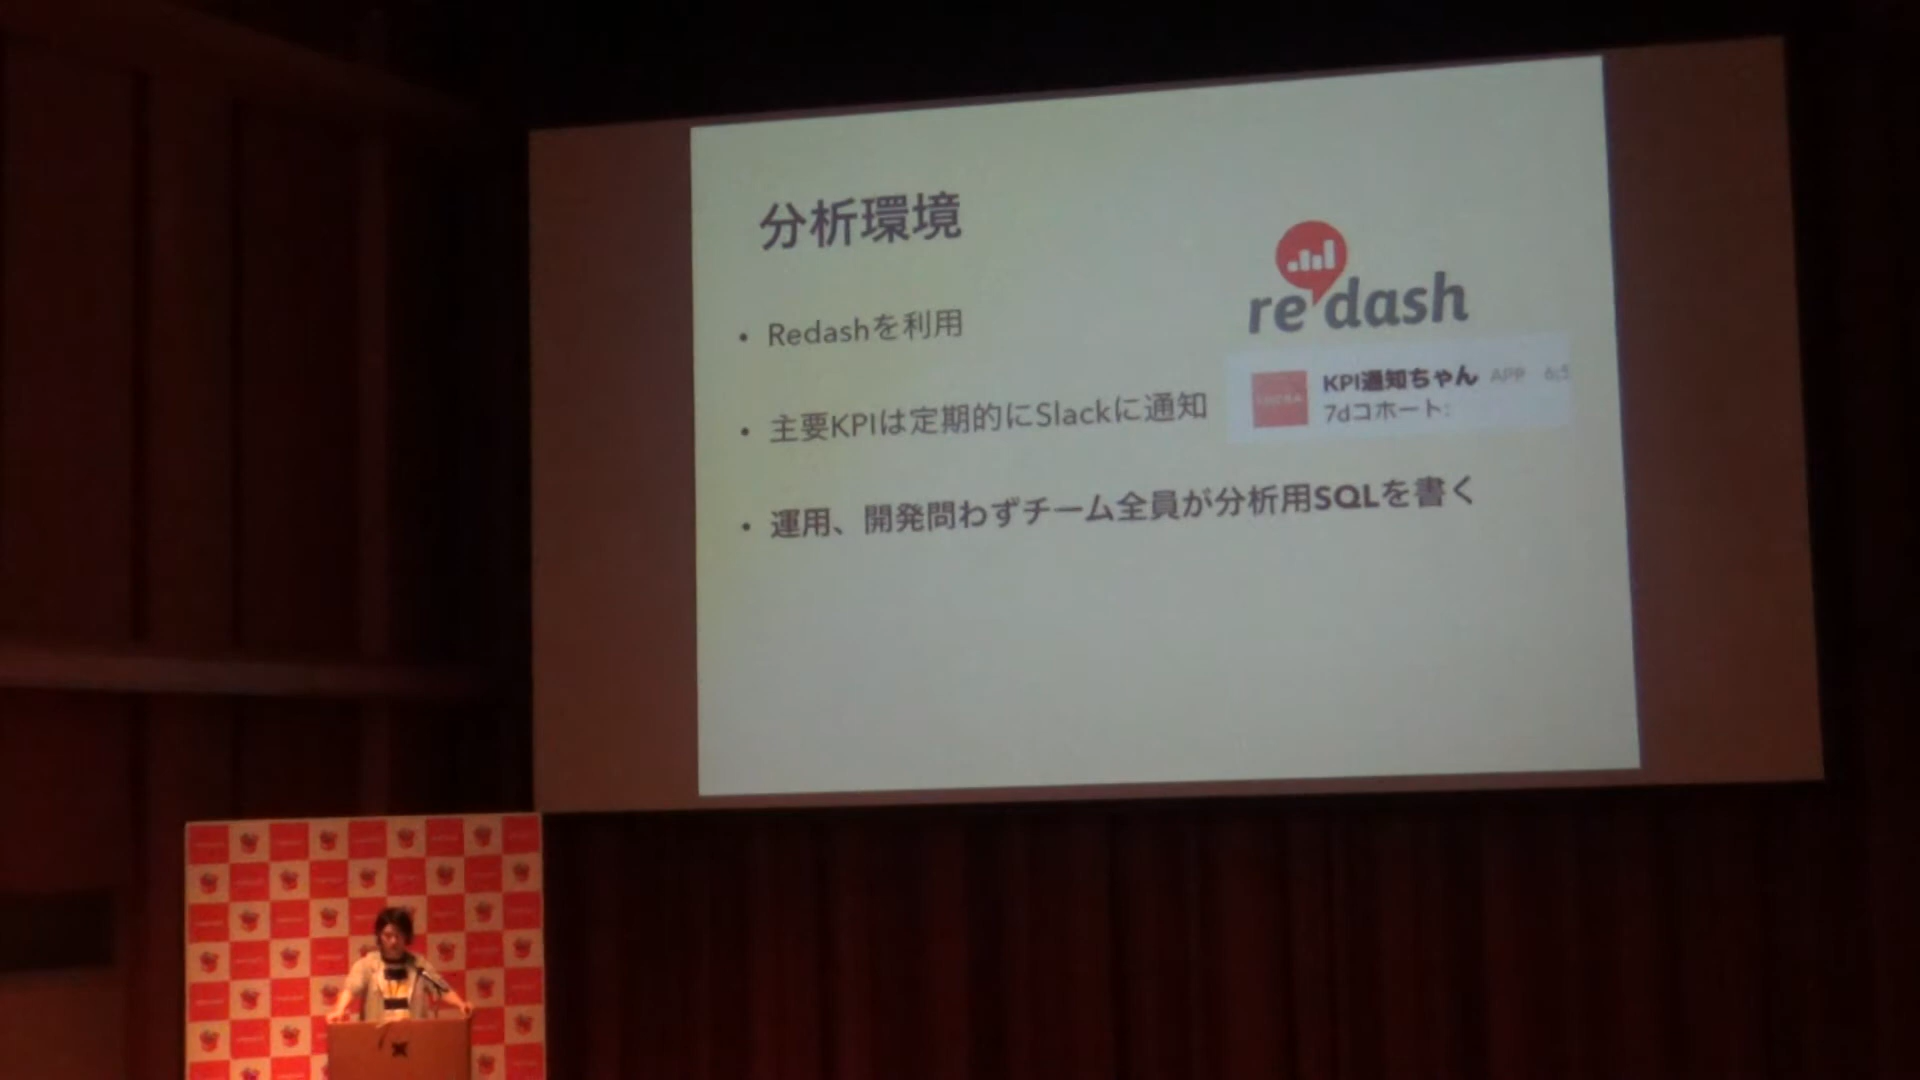 分析環境
re dash
• Redashを利用
KPI通知ちゃん APP
7dコホート:
• 主要KPIは定期的にSlackに通知
• 運用、開発問わずチーム全員が分析用SQLを書く